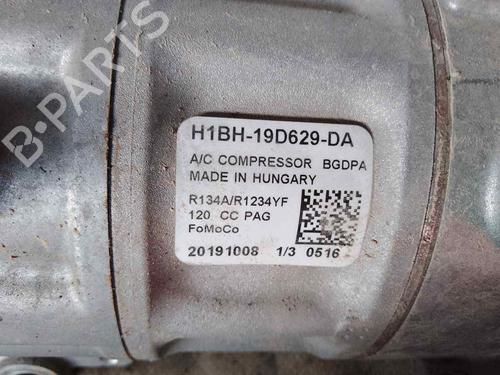 H1BH-19D629-DA
A/C COMPRESSOR BGDPA
MADE IN HUNGARY
R134A/R1234YF
120 CC PAG
FoMoCo
20191008 1/3 0516
B-PARTS